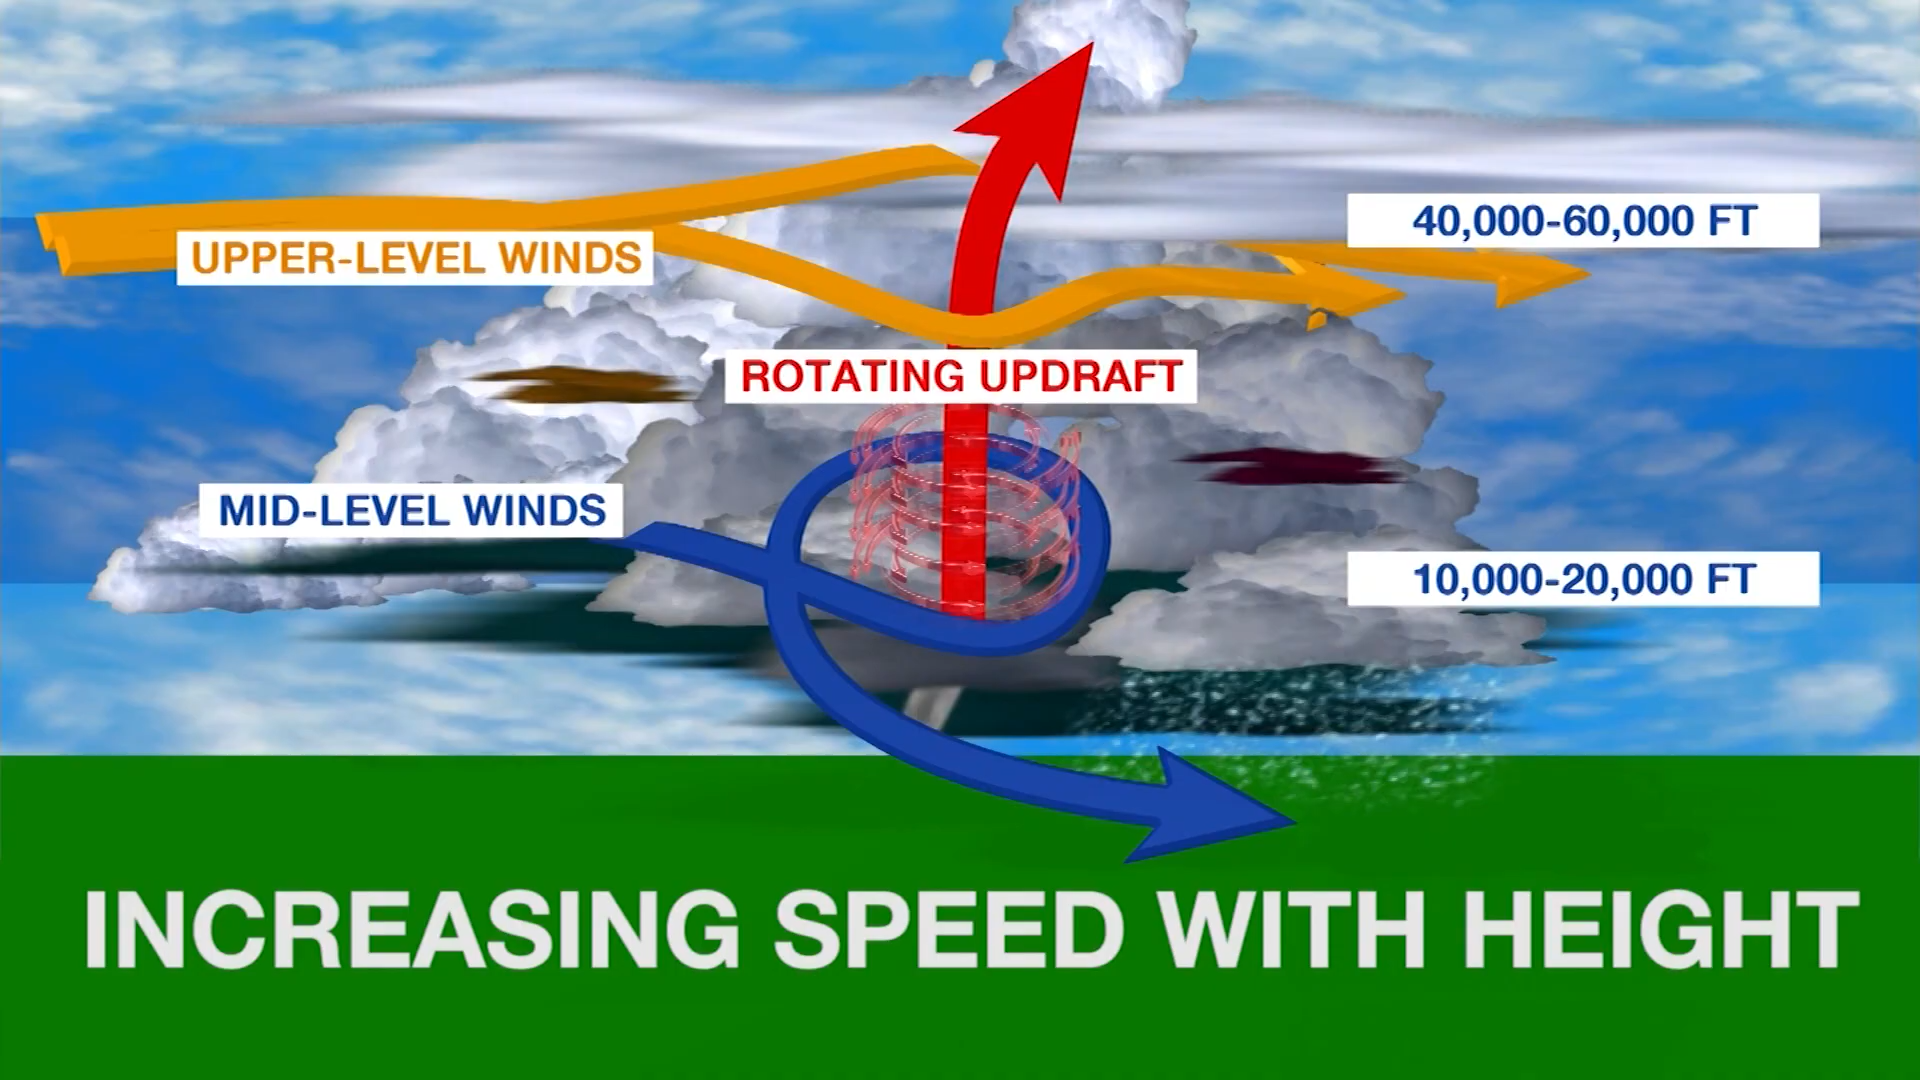 40,000-60,000 FT
UPPER-LEVEL WINDS
ROTATING UPDRAFT
MID-LEVEL WINDS
10,000-20,000 FT
INCREASING SPEED WITH HEIGHT